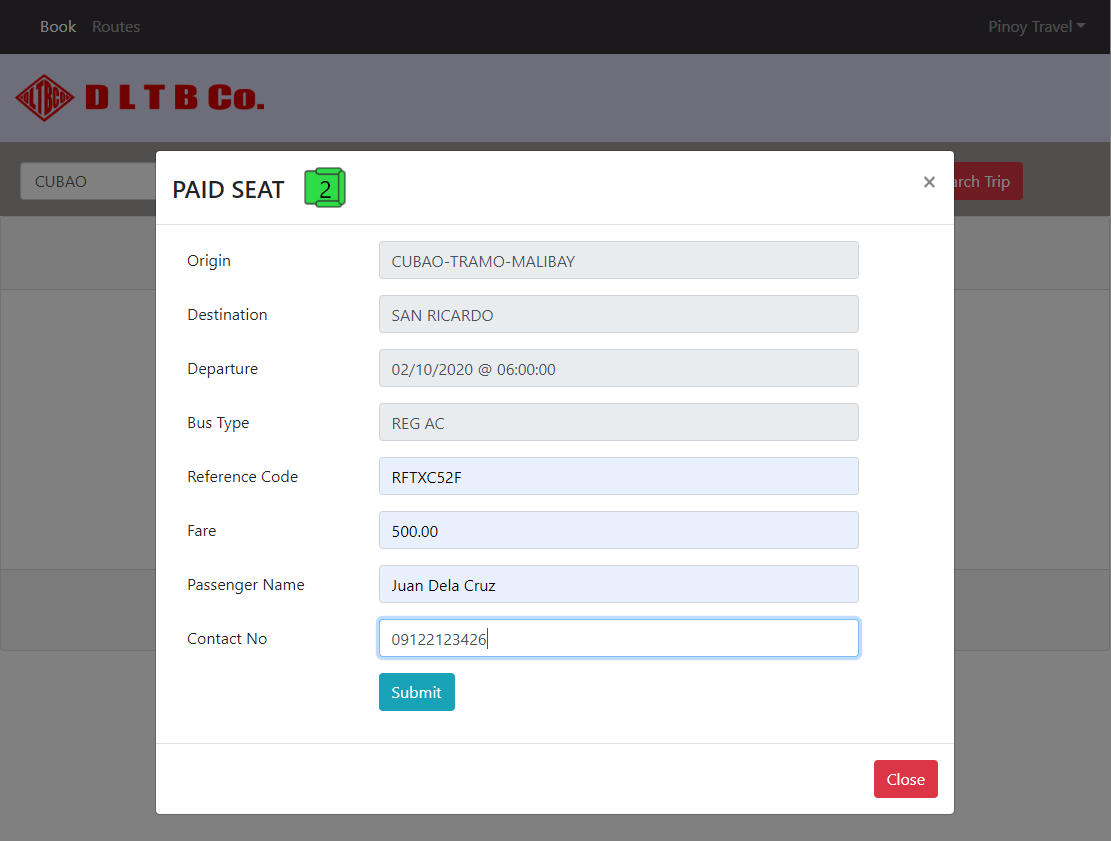 Book Routes Pinoy Travel
DLTBCo DLTB Co.
CUBAO arch Trip
PAID SEAT 2 ×
Origin CUBAO-TRAMO-MALIBAY
Destination SAN RICARDO
Departure 02/10/2020 @ 06:00:00
Bus Type REG AC
Reference Code RFTXC52F
Fare 500.00
Passenger Name Juan Dela Cruz
Contact No 09122123426
Submit
Close